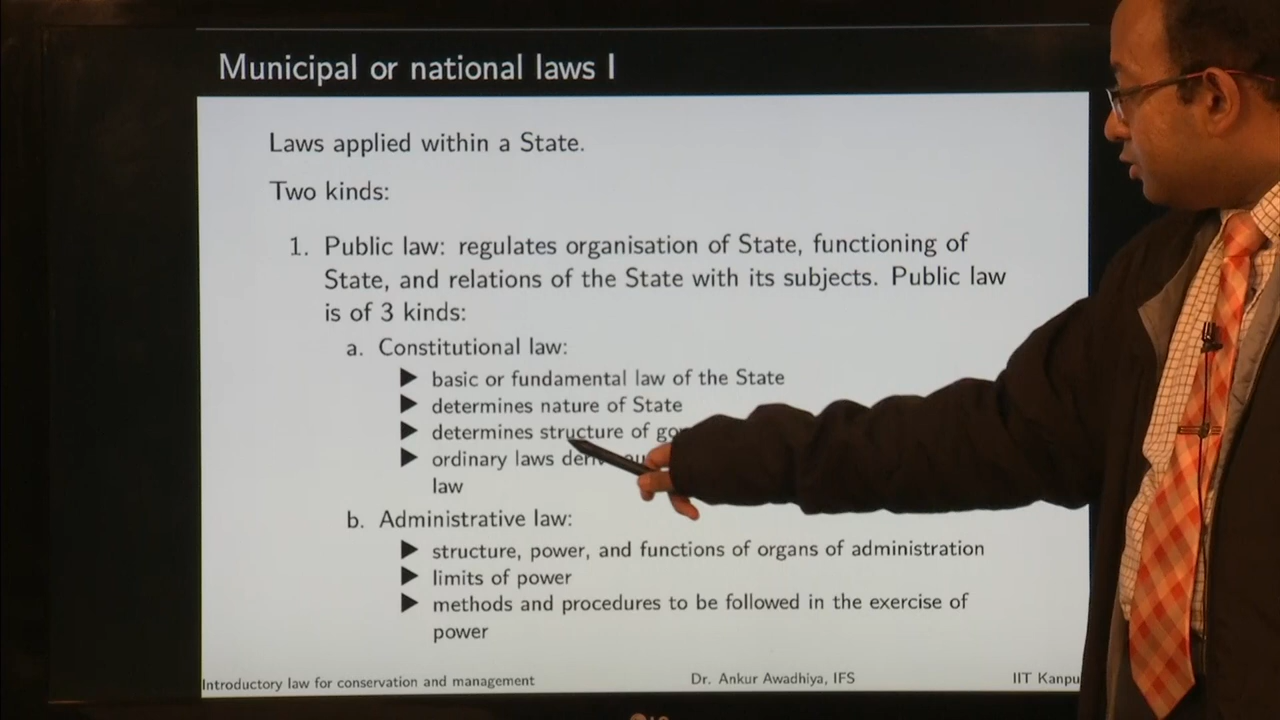 Municipal or national laws I
Laws applied within a State.
Two kinds:
1. Public law: regulates organisation of State, functioning of
State, and relations of the State with its subjects. Public law
is of 3 kinds:
a. Constitutional law:
▶ basic or fundamental law of the State
▶ determines nature of State
▶ determines structure of
▶ ordinary laws
law
b. Administrative law:
▶ structure, power, and functions of organs of administration
▶ limits of power
▶ methods and procedures to be followed in the exercise of
power
Introductory law for conservation and management
Dr. Ankur Awadhiya, IFS
IIT Kanpu